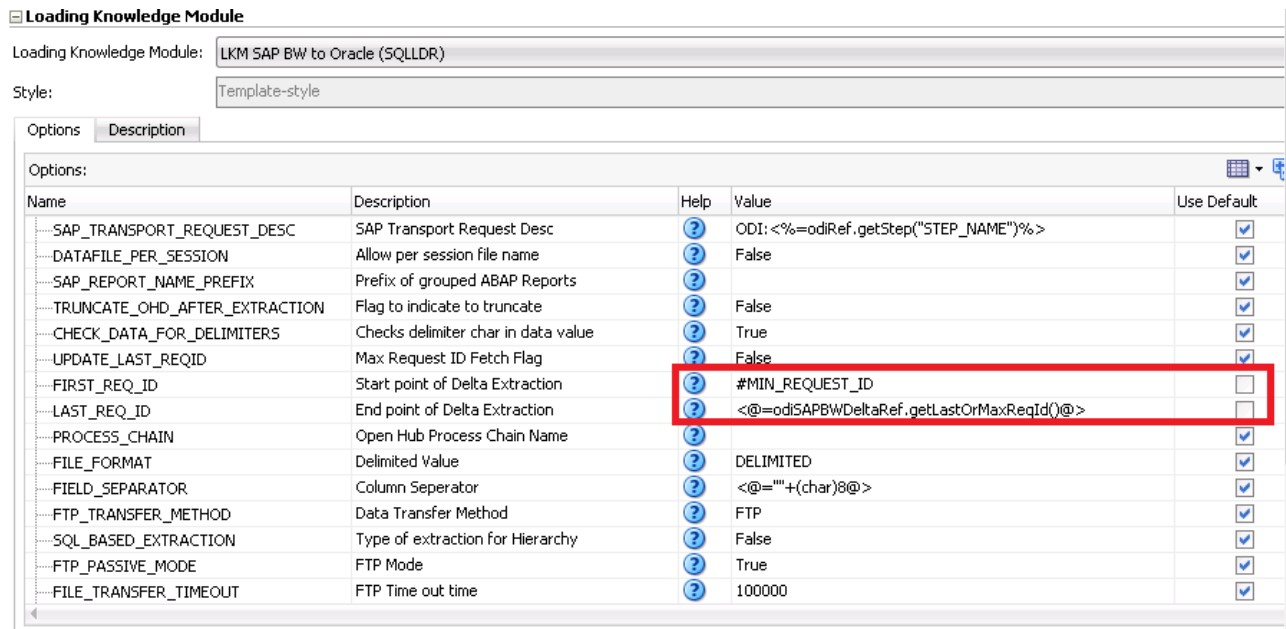 Loading Knowledge Module
Loading Knowledge Module: LKM SAP BW to Oracle (SQLLDR)
Style: Template-style
Options Description
Options:
Name Description Help Value Use Default
SAP_TRANSPORT_REQUEST_DESC SAP Transport Request Desc ? ODI:<%=odiRef.getStep("STEP_NAME")%>
DATAFILE_PER_SESSION Allow per session file name ? False
SAP_REPORT_NAME_PREFIX Prefix of grouped ABAP Reports ?
TRUNCATE_OHD_AFTER_EXTRACTION Flag to indicate to truncate ? False
CHECK_DATA_FOR_DELIMITERS Checks delimiter char in data value ? True
UPDATE_LAST_REQID Max Request ID Fetch Flag ? False
FIRST_REQ_ID Start point of Delta Extraction ? #MIN_REQUEST_ID
LAST_REQ_ID End point of Delta Extraction ? <@=odiSAPBWDeltaRef.getLastOrMaxReqId()@>
PROCESS_CHAIN Open Hub Process Chain Name ?
FILE_FORMAT Delimited Value ? DELIMITED
FIELD_SEPARATOR Column Seperator ? <@=""+(char)8@>
FTP_TRANSFER_METHOD Data Transfer Method ? FTP
SQL_BASED_EXTRACTION Type of extraction for Hierarchy ? False
FTP_PASSIVE_MODE FTP Mode ? True
FILE_TRANSFER_TIMEOUT FTP Time out time ? 100000